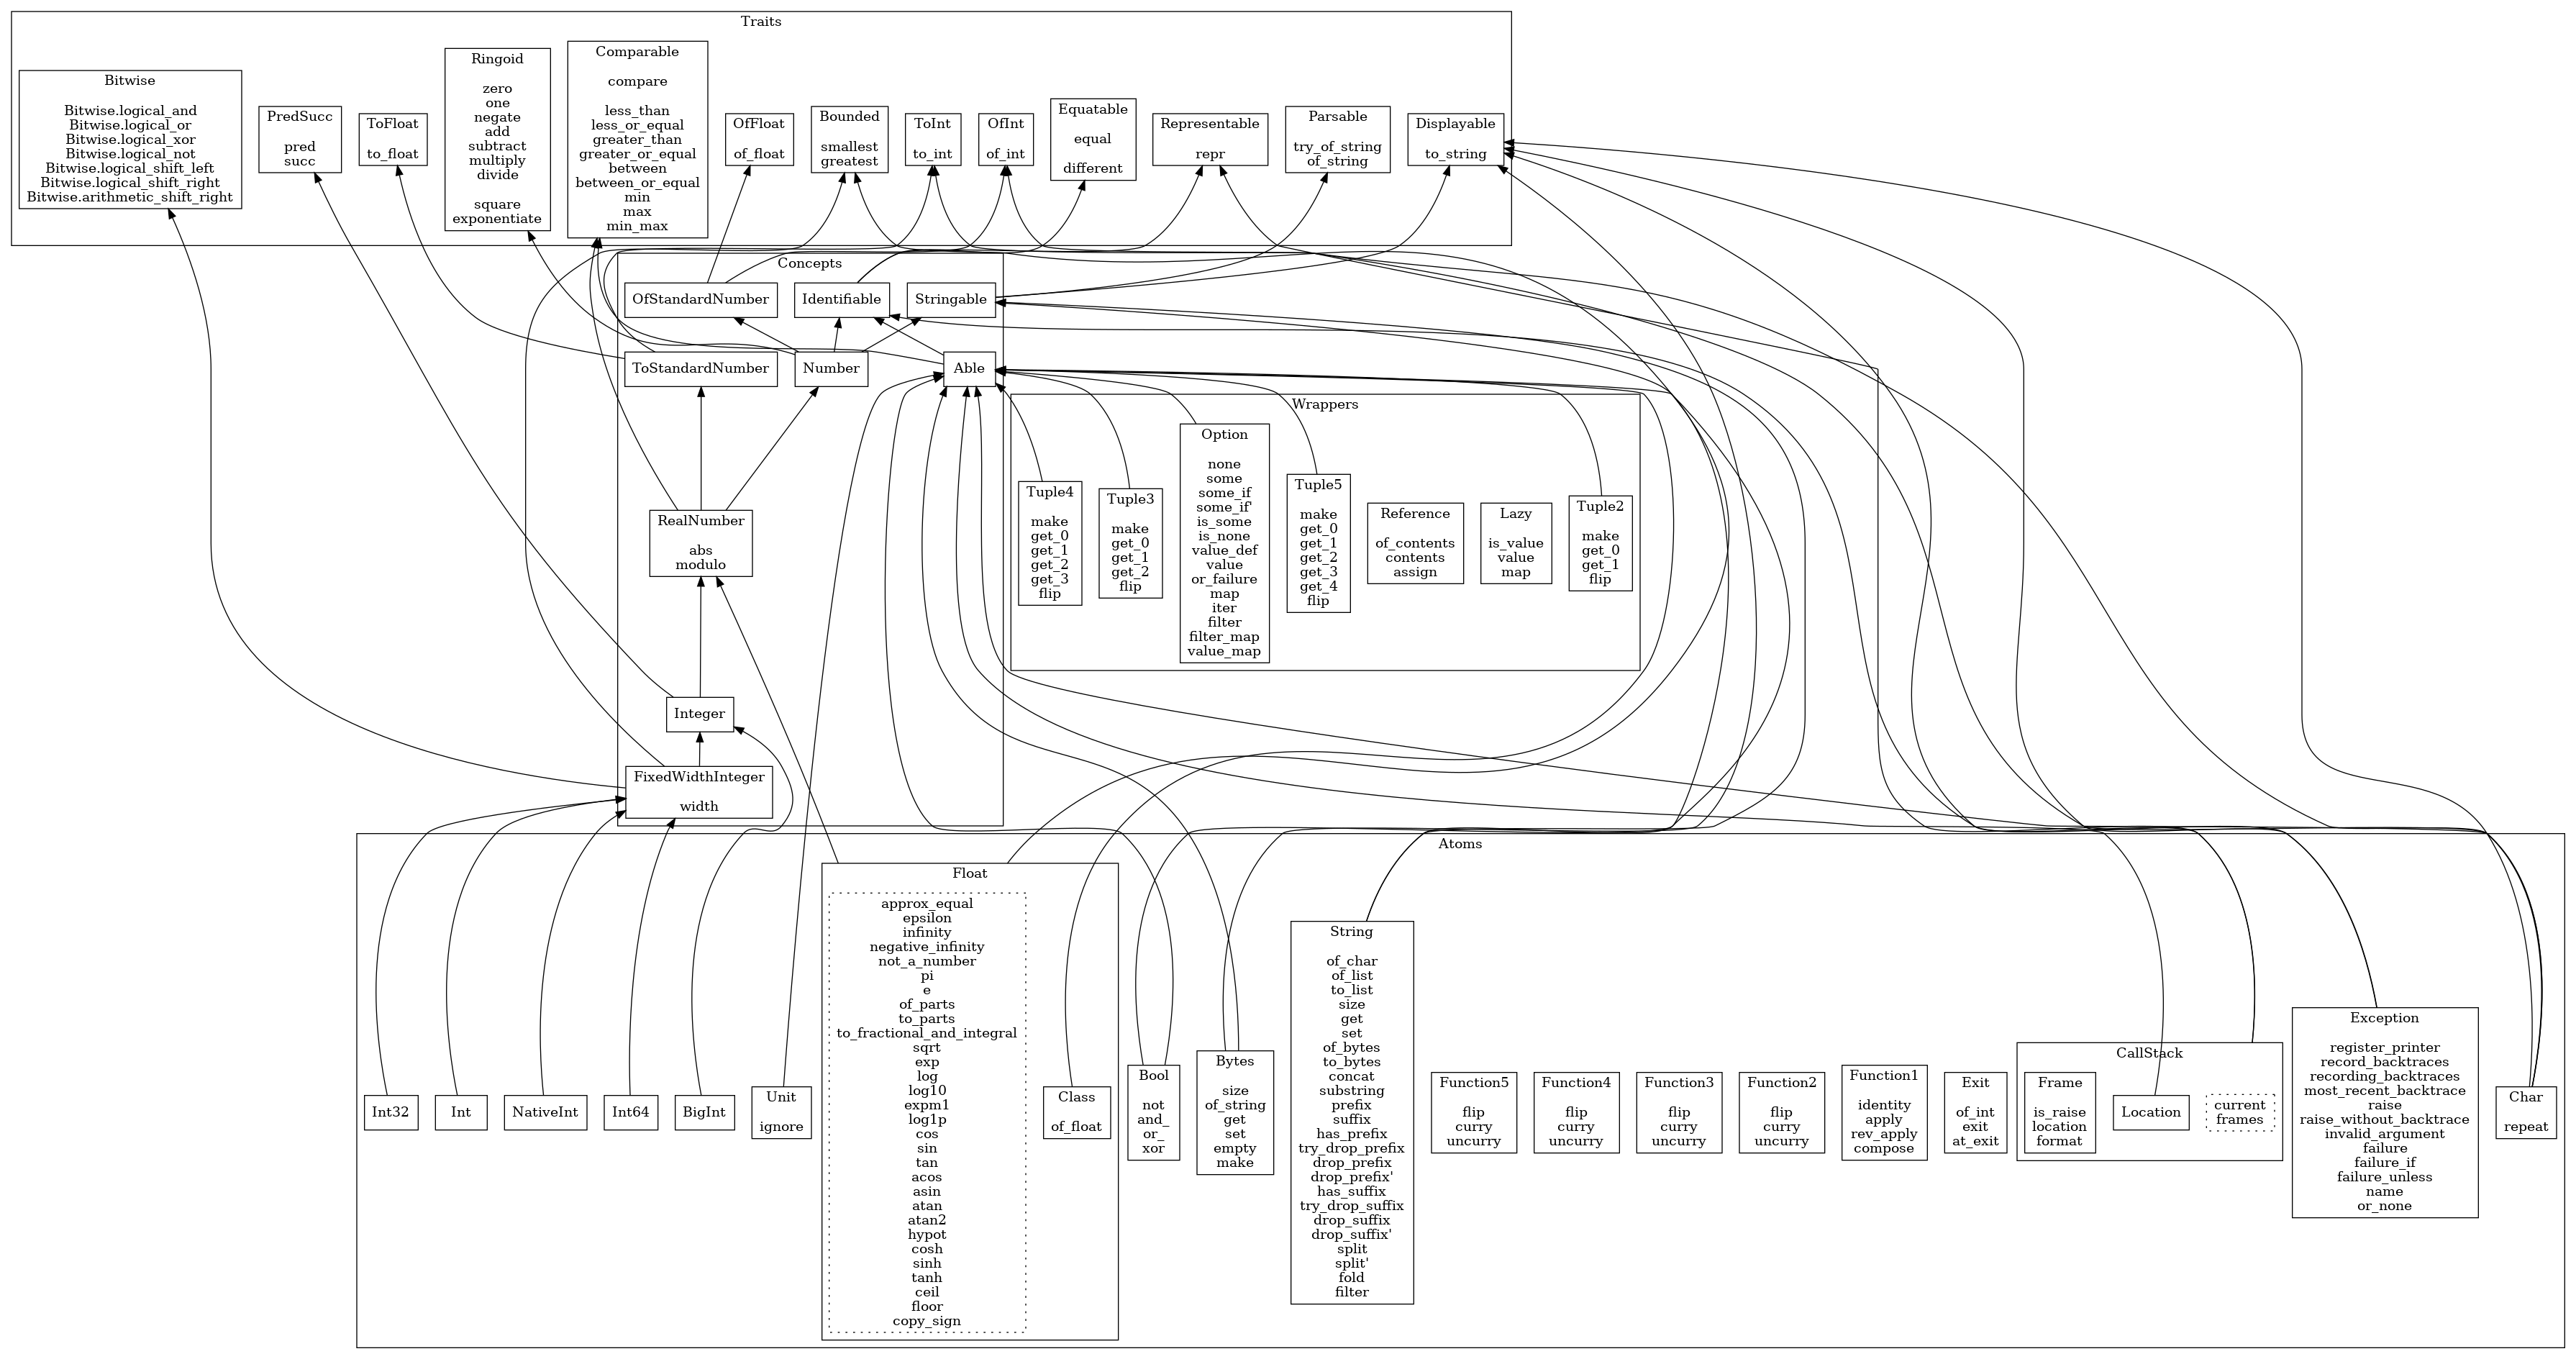 Traits
Bitwise
Bitwise.logical_and
Bitwise.logical_or
Bitwise.logical_xor
Bitwise.logical_not
Bitwise.logical_shift_left
Bitwise.logical_shift_right
Bitwise.arithmetic_shift_right
PredSucc
pred
succ
ToFloat
to_float
Ringoid
zero
one
negate
add
subtract
multiply
divide
square
exponentiate
Comparable
compare
less_than
less_or_equal
greater_than
greater_or_equal
between
between_or_equal
min
max
min_max
OfFloat
of_float
Bounded
smallest
greatest
ToInt
to_int
OfInt
of_int
Equatable
equal
different
Representable
repr
Parsable
try_of_string
of_string
Displayable
to_string
Concepts
OfStandardNumber
Identifiable
Stringable
ToStandardNumber
Number
Able
RealNumber
abs
modulo
Integer
FixedWidthInteger
width
Wrappers
Tuple4
make
get_0
get_1
get_2
get_3
flip
Tuple3
make
get_0
get_1
get_2
flip
Option
none
some
some_if
some_if'
is_some
is_none
value_def
value
or_failure
map
iter
filter
filter_map
value_map
Tuple5
make
get_0
get_1
get_2
get_3
get_4
flip
Reference
of_contents
contents
assign
Lazy
is_value
value
map
Tuple2
make
get_0
get_1
flip
Atoms
Int32
Int
NativeInt
Int64
BigInt
Unit
ignore
Float
approx_equal
epsilon
infinity
negative_infinity
not_a_number
pi
e
of_parts
to_parts
to_fractional_and_integral
sqrt
exp
log
log10
expm1
log1p
cos
sin
tan
acos
asin
atan
atan2
hypot
cosh
sinh
tanh
ceil
floor
copy_sign
Class
of_float
Bool
not
and_
or_
xor
Bytes
size
of_string
get
set
empty
make
String
of_char
of_list
to_list
size
get
set
of_bytes
to_bytes
concat
substring
prefix
suffix
has_prefix
try_drop_prefix
drop_prefix
drop_prefix'
has_suffix
try_drop_suffix
drop_suffix
drop_suffix'
split
split'
fold
filter
Function5
flip
curry
uncurry
Function4
flip
curry
uncurry
Function3
flip
curry
uncurry
Function2
flip
curry
uncurry
Function1
identity
apply
rev_apply
compose
Exit
of_int
exit
at_exit
CallStack
Frame
is_raise
location
format
Location
current
frames
Exception
register_printer
record_backtraces
recording_backtraces
most_recent_backtrace
raise
raise_without_backtrace
invalid_argument
failure
failure_if
failure_unless
name
or_none
Char
repeat